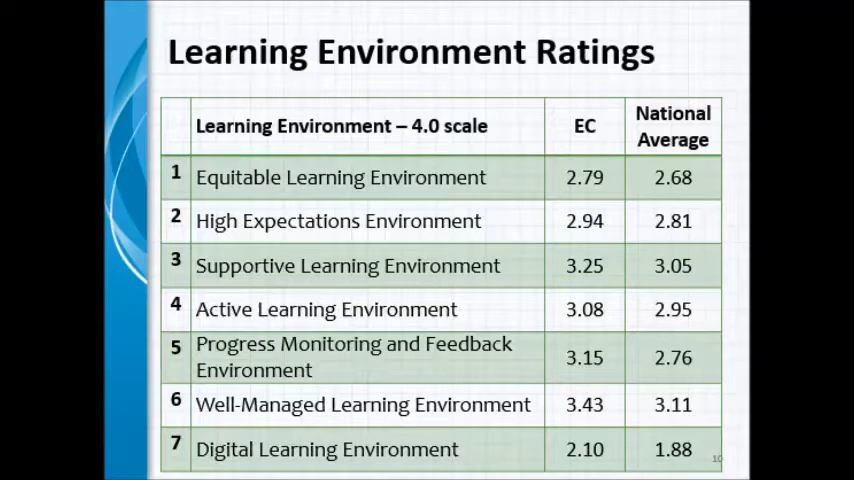 Learning Environment Ratings
Learning Environment – 4.0 scale EC National Average
1 Equitable Learning Environment 2.79 2.68
2 High Expectations Environment 2.94 2.81
3 Supportive Learning Environment 3.25 3.05
4 Active Learning Environment 3.08 2.95
5 Progress Monitoring and Feedback Environment 3.15 2.76
6 Well-Managed Learning Environment 3.43 3.11
7 Digital Learning Environment 2.10 1.88
10